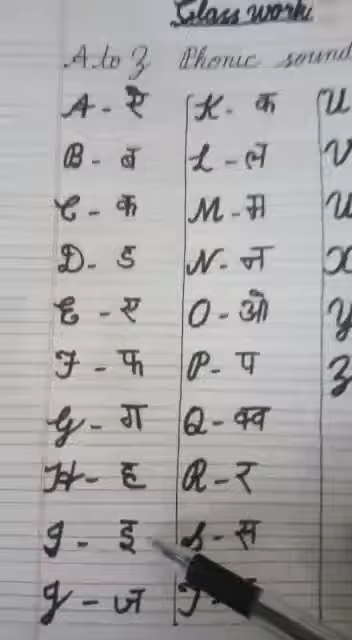 Class work
A to Z Phonic sound
A - ऐ
B - ब
C - क
D - ड
E - ए
F - फ
G - ग
H - ह
I - इ
J - ज
K - क
L - ल
M - म
N - न
O - ओ
P - प
Q - क्व
R - र
S - स
T -
U
V
X
Y
Z